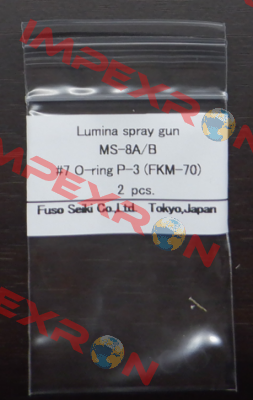 Lumina spray gun
MS-8A/B
#7 O-ring P-3 (FKM-70)
2 pcs.
Fuso Seiki Co.,Ltd. Tokyo,Japan
IMPEXRON
IMPEXRON
IMPEXRON